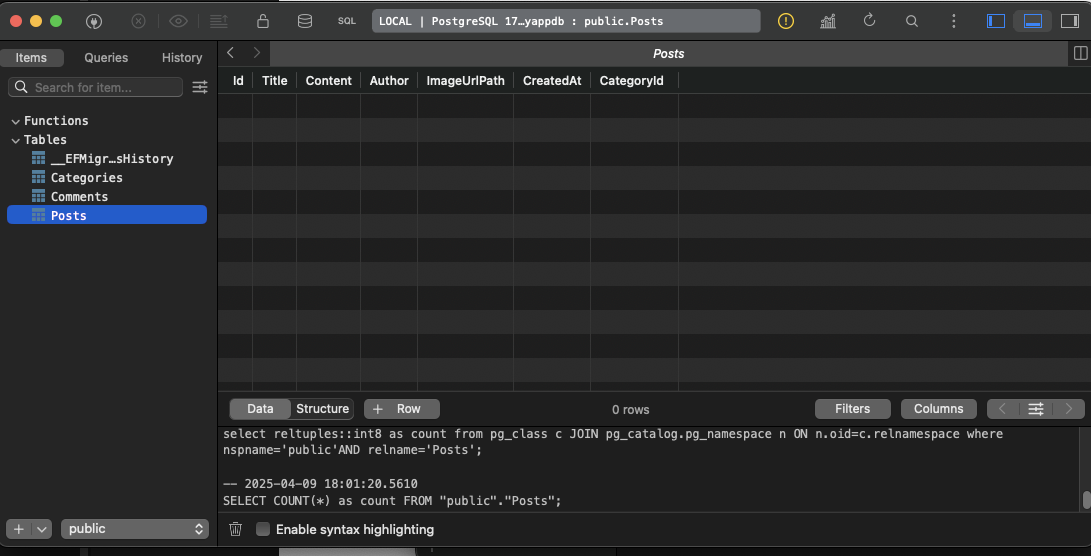 SQL
LOCAL | PostgreSQL 17…yappdb : public.Posts
Items Queries History
Posts
Search for item...
Id Title Content Author ImageUrlPath CreatedAt CategoryId
Functions
Tables
__EFMigr…sHistory
Categories
Comments
Posts
Data Structure + Row 0 rows Filters Columns
select reltuples::int8 as count from pg_class c JOIN pg_catalog.pg_namespace n ON n.oid=c.relnamespace where
nspname='public'AND relname='Posts';
-- 2025-04-09 18:01:20.5610
SELECT COUNT(*) as count FROM "public"."Posts";
+ public
Enable syntax highlighting